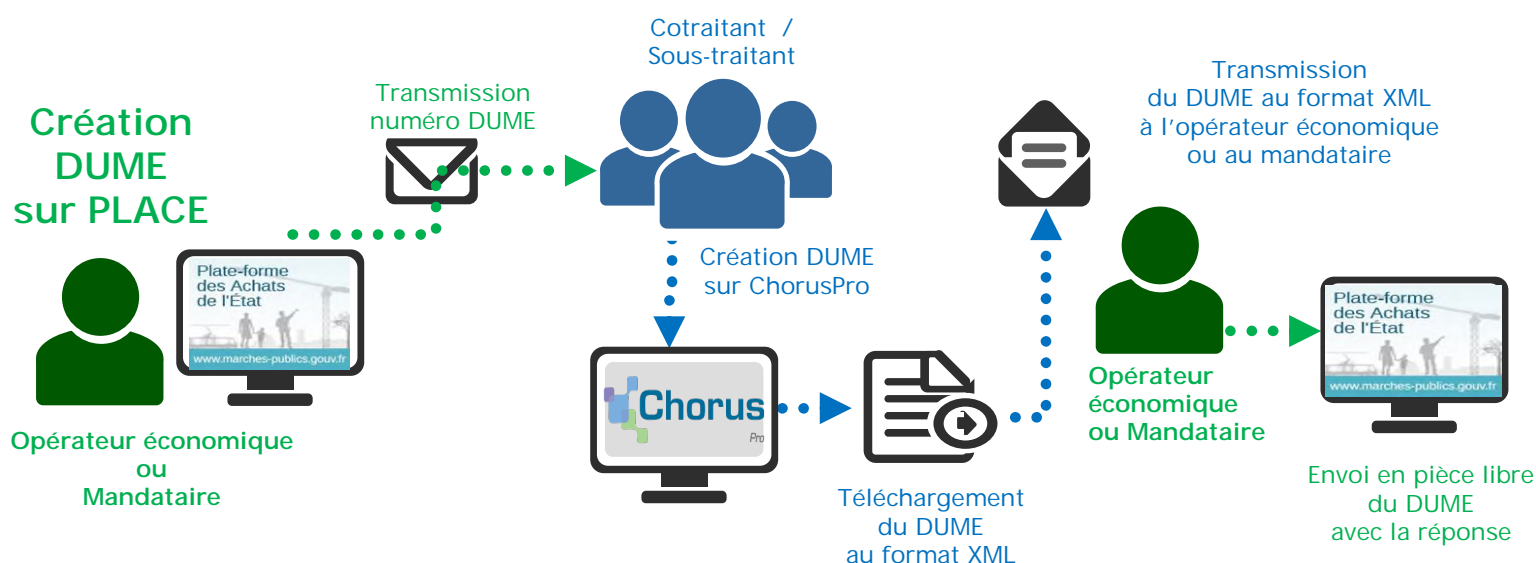 Création
DUME
sur PLACE
Plate-forme
des Achats
de l'État
www.marches-publics.gouv.fr
Opérateur économique
ou
Mandataire
Transmission
numéro DUME
Cotraitant /
Sous-traitant
Création DUME
sur ChorusPro
Chorus
Pro
Téléchargement
du DUME
au format XML
Transmission
du DUME au format XML
à l’opérateur économique
ou au mandataire
Opérateur
économique
ou Mandataire
Plate-forme
des Achats
de l'État
www.marches-publics.gouv.fr
Envoi en pièce libre
du DUME
avec la réponse